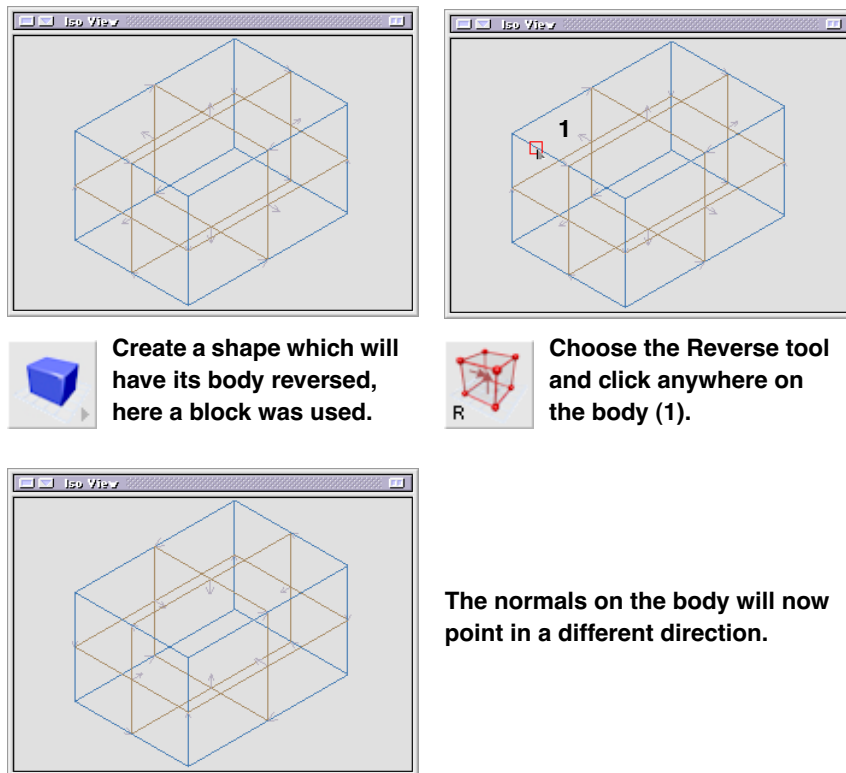 Iso View
Iso View
1
Create a shape which will
have its body reversed,
here a block was used.
R
Choose the Reverse tool
and click anywhere on
the body (1).
Iso View
The normals on the body will now
point in a different direction.